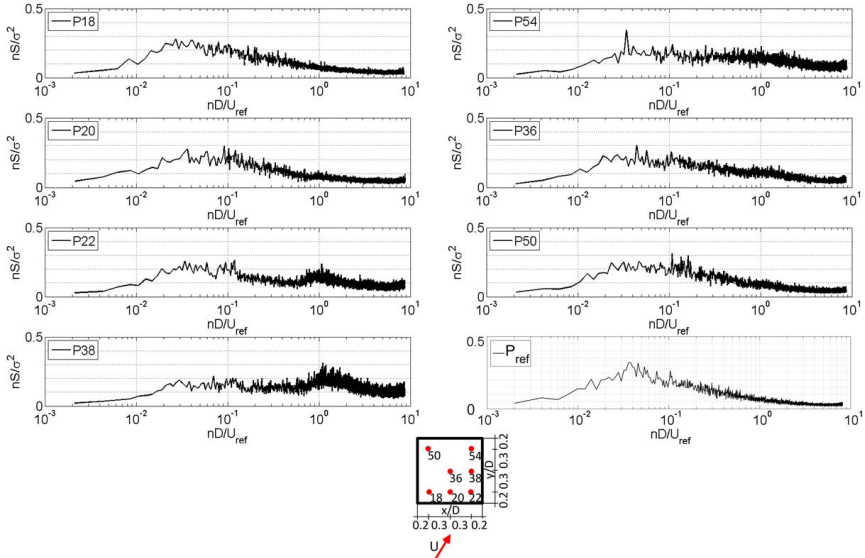 0.5
nS/σ²
0
P18
10⁻³ 10⁻² 10⁻¹ 10⁰ 10¹
nD/U_ref
0.5
nS/σ²
0
P54
10⁻³ 10⁻² 10⁻¹ 10⁰ 10¹
nD/U_ref
0.5
nS/σ²
0
P20
10⁻³ 10⁻² 10⁻¹ 10⁰ 10¹
nD/U_ref
0.5
nS/σ²
0
P36
10⁻³ 10⁻² 10⁻¹ 10⁰ 10¹
nD/U_ref
0.5
nS/σ²
0
P22
10⁻³ 10⁻² 10⁻¹ 10⁰ 10¹
nD/U_ref
0.5
nS/σ²
0
P50
10⁻³ 10⁻² 10⁻¹ 10⁰ 10¹
nD/U_ref
0.5
nS/σ²
0
P38
10⁻³ 10⁻² 10⁻¹ 10⁰ 10¹
nD/U_ref
0.5
0
P_ref
10⁻³ 10⁻² 10⁻¹ 10⁰ 10¹
nD/U_ref
50 54
36 38
18 20 22
x/D
0.2 0.3 0.3 0.2
y/D
0.2 0.3 0.3 0.2
U